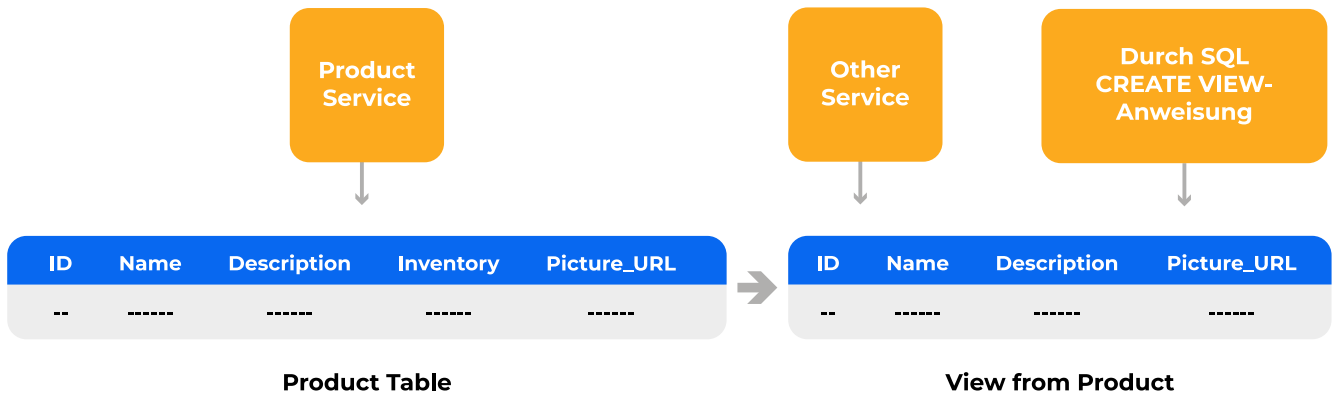 Product
Service
Other
Service
Durch SQL
CREATE VIEW-
Anweisung
ID Name Description Inventory Picture_URL
-- ------ ------ ------ ------
ID Name Description Picture_URL
-- ------ ------ ------
Product Table
View from Product